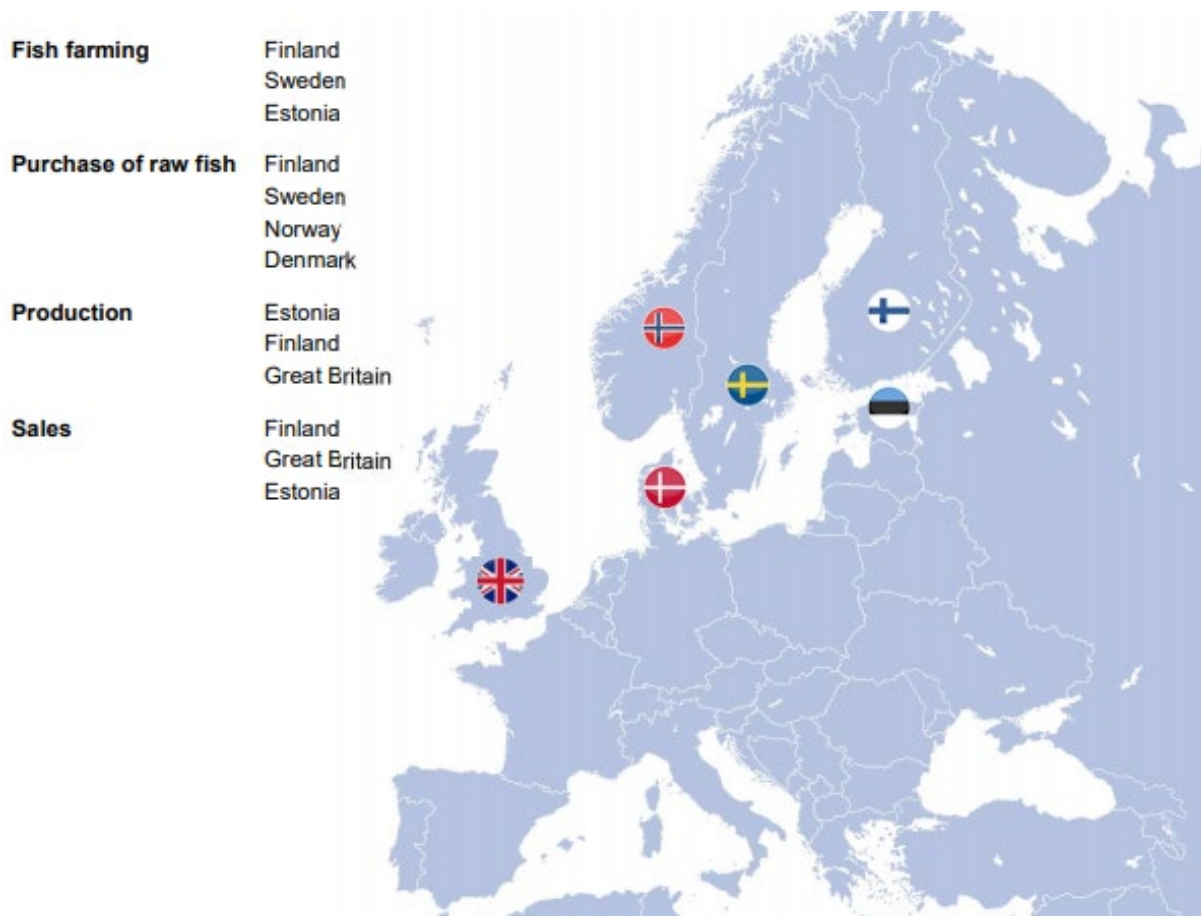 Fish farming Finland
Sweden
Estonia
Purchase of raw fish Finland
Sweden
Norway
Denmark
Production Estonia
Finland
Great Britain
Sales Finland
Great Britain
Estonia